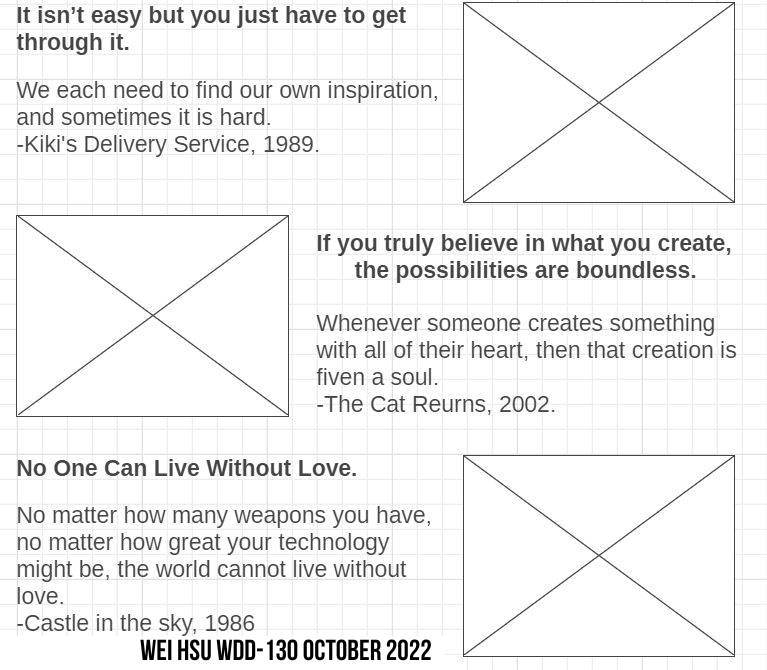 It isn’t easy but you just have to get
through it.
We each need to find our own inspiration,
and sometimes it is hard.
-Kiki's Delivery Service, 1989.
If you truly believe in what you create,
the possibilities are boundless.
Whenever someone creates something
with all of their heart, then that creation is
fiven a soul.
-The Cat Reurns, 2002.
No One Can Live Without Love.
No matter how many weapons you have,
no matter how great your technology
might be, the world cannot live without
love.
-Castle in the sky, 1986
WEI HSU WDD-130 OCTOBER 2022